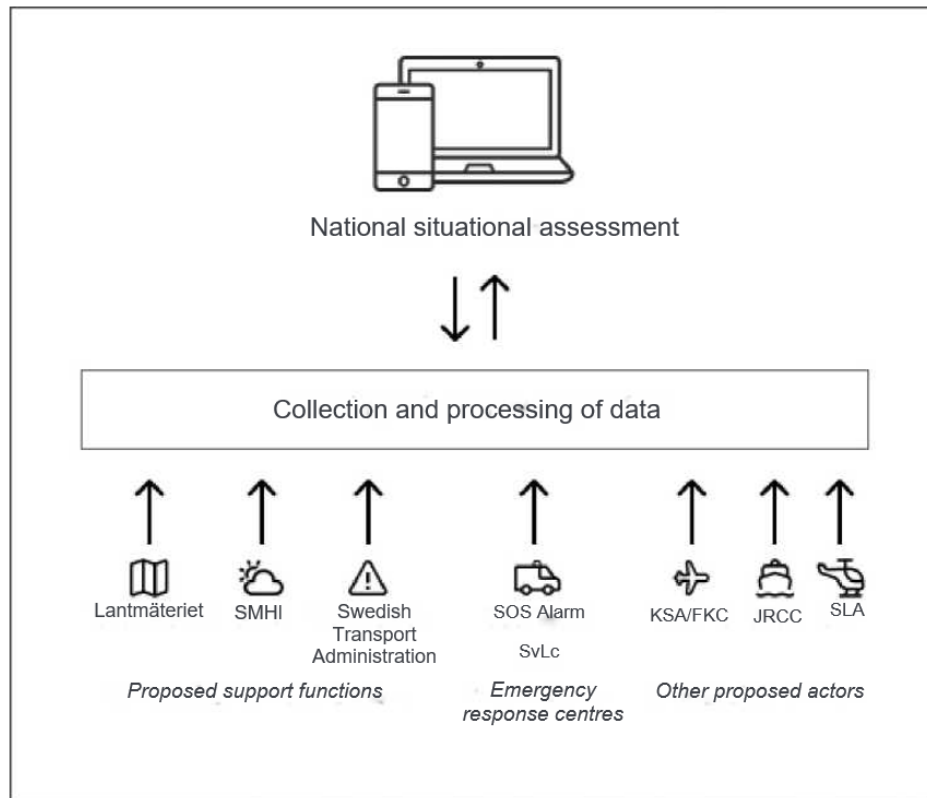 National situational assessment
Collection and processing of data
Lantmäteriet
SMHI
Swedish
Transport
Administration
SOS Alarm
SvLc
KSA/FKC
JRCC
SLA
Proposed support functions
Emergency
response centres
Other proposed actors